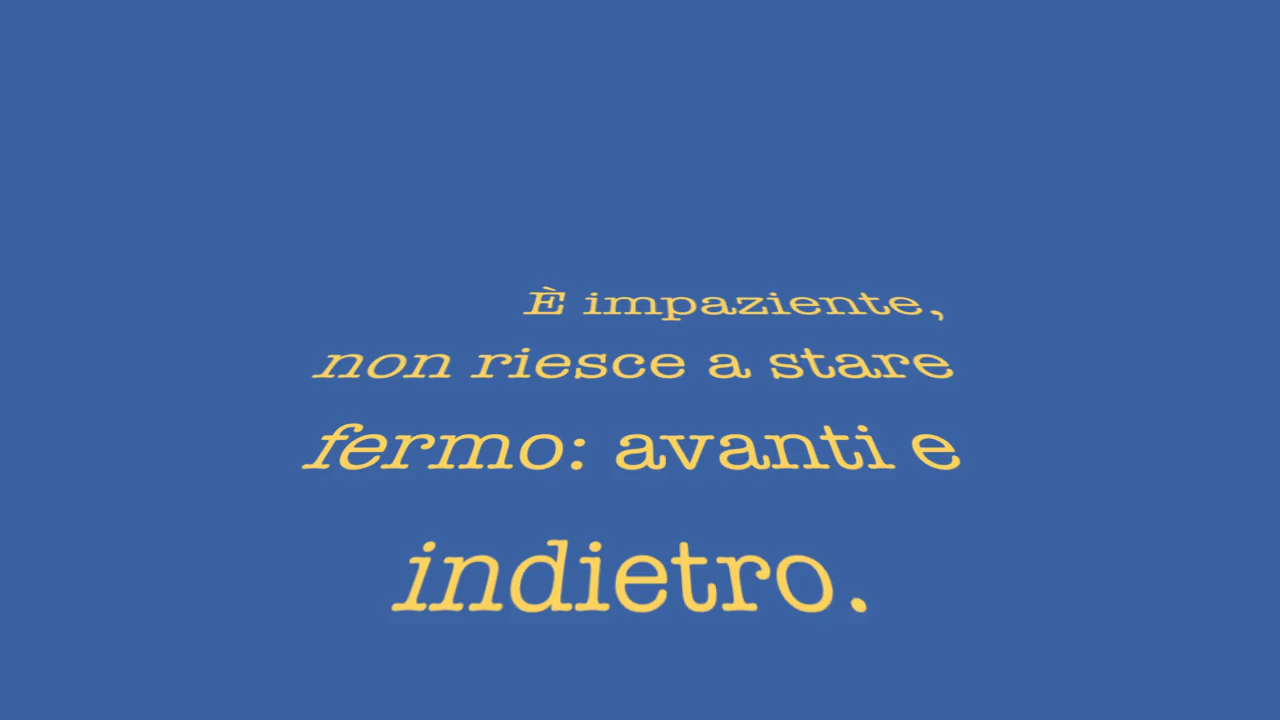 È impaziente,
non riesce a stare
fermo: avanti e
indietro.